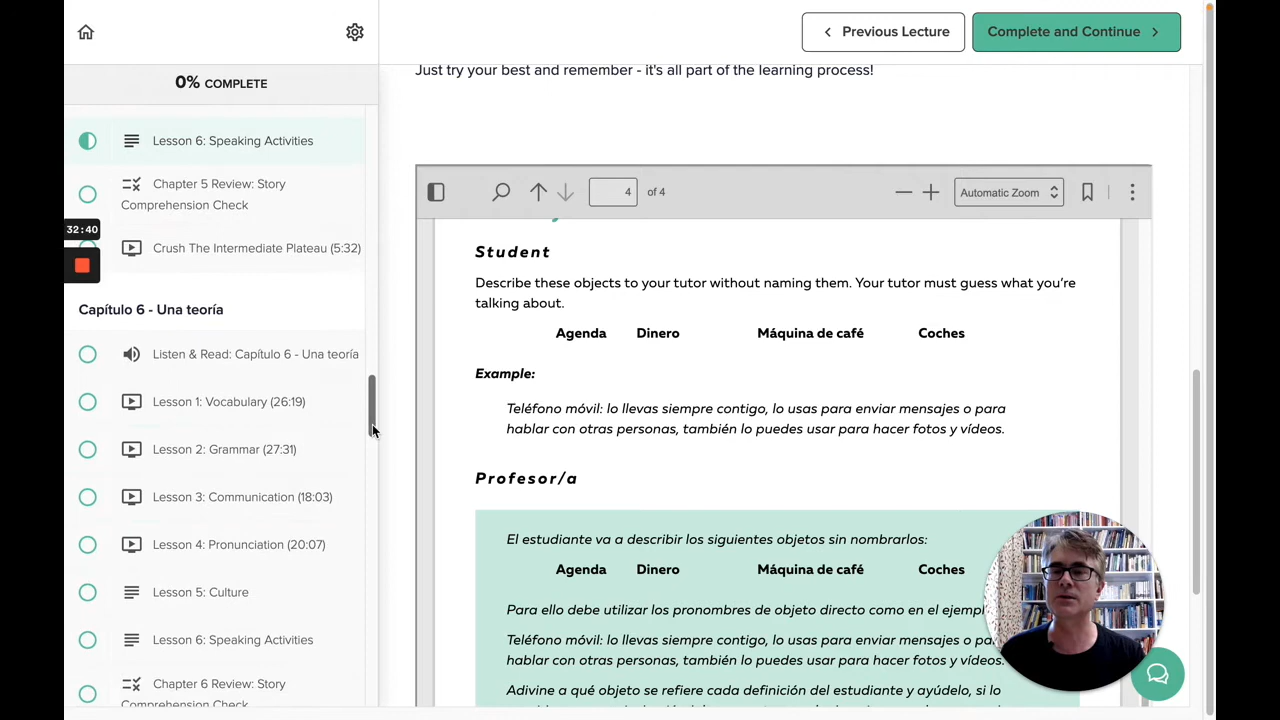 Previous Lecture
Complete and Continue
0% COMPLETE
Lesson 6: Speaking Activities
Chapter 5 Review: Story
Comprehension Check
32:40
Crush The Intermediate Plateau (5:32)
Capítulo 6 - Una teoría
Listen & Read: Capítulo 6 - Una teoría
Lesson 1: Vocabulary (26:19)
Lesson 2: Grammar (27:31)
Lesson 3: Communication (18:03)
Lesson 4: Pronunciation (20:07)
Lesson 5: Culture
Lesson 6: Speaking Activities
Chapter 6 Review: Story
Comprehension Check
Just try your best and remember - it's all part of the learning process!
4 of 4
Automatic Zoom
Student
Describe these objects to your tutor without naming them. Your tutor must guess what you're
talking about.
Agenda Dinero Máquina de café Coches
Example:
Teléfono móvil: lo llevas siempre contigo, lo usas para enviar mensajes o para
hablar con otras personas, también lo puedes usar para hacer fotos y vídeos.
Profesor/a
El estudiante va a describir los siguientes objetos sin nombrarlos:
Agenda Dinero Máquina de café Coches
Para ello debe utilizar los pronombres de objeto directo como en el
Teléfono móvil: lo llevas siempre contigo, lo usas para enviar mensajes o
hablar con otras personas, también lo puedes usar para hacer fotos y vídeos.
Adivine a qué objeto se refiere cada definición del estudiante y ayúdelo, si lo